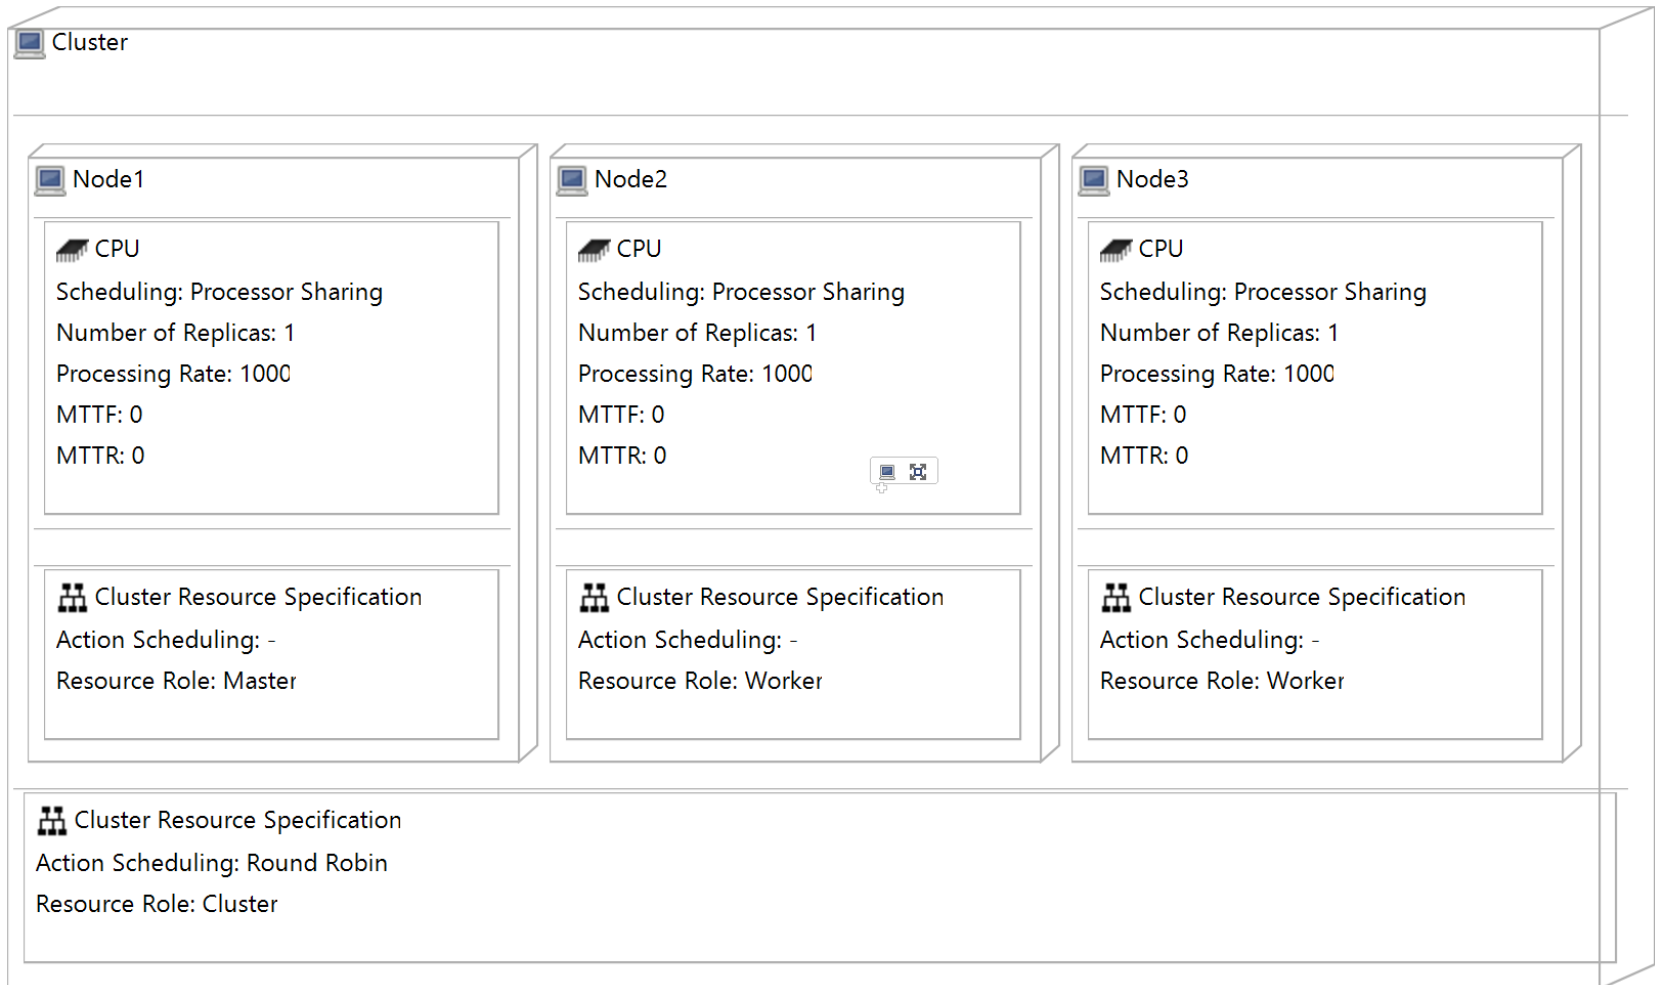 Cluster
Node1
CPU
Scheduling: Processor Sharing
Number of Replicas: 1
Processing Rate: 1000
MTTF: 0
MTTR: 0
Cluster Resource Specification
Action Scheduling: -
Resource Role: Master
Node2
CPU
Scheduling: Processor Sharing
Number of Replicas: 1
Processing Rate: 1000
MTTF: 0
MTTR: 0
Cluster Resource Specification
Action Scheduling: -
Resource Role: Worker
Node3
CPU
Scheduling: Processor Sharing
Number of Replicas: 1
Processing Rate: 1000
MTTF: 0
MTTR: 0
Cluster Resource Specification
Action Scheduling: -
Resource Role: Worker
Cluster Resource Specification
Action Scheduling: Round Robin
Resource Role: Cluster